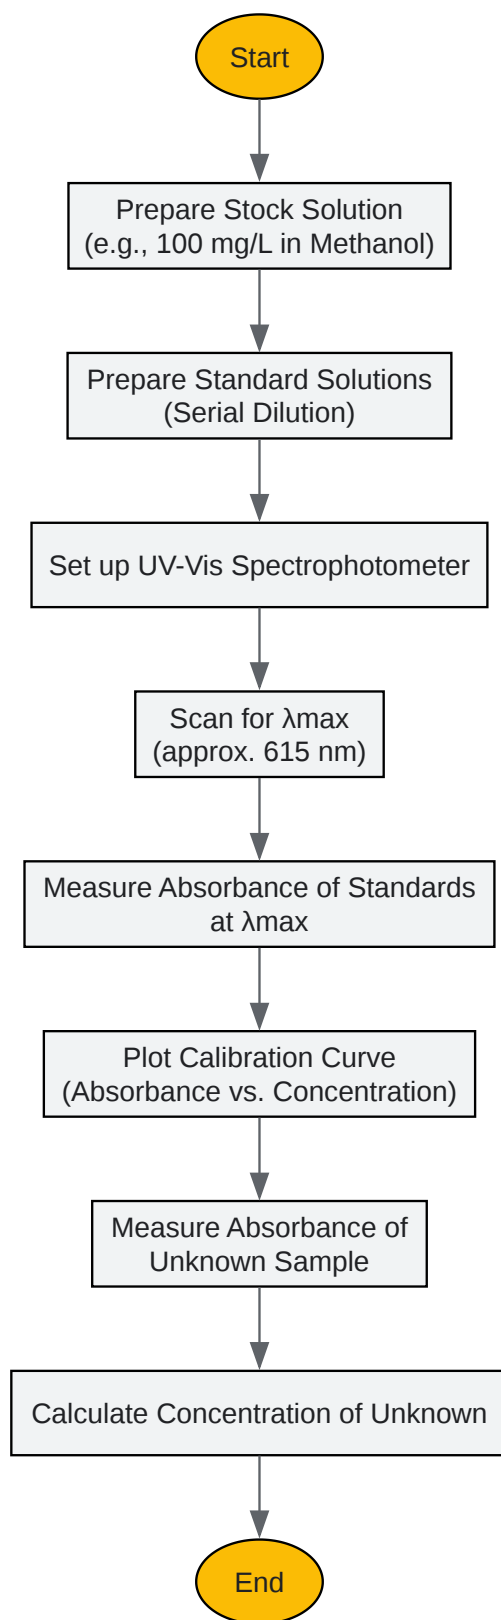 Start
Prepare Stock Solution
(e.g., 100 mg/L in Methanol)
Prepare Standard Solutions
(Serial Dilution)
Set up UV-Vis Spectrophotometer
Scan for λmax
(approx. 615 nm)
Measure Absorbance of Standards
at λmax
Plot Calibration Curve
(Absorbance vs. Concentration)
Measure Absorbance of
Unknown Sample
Calculate Concentration of Unknown
End